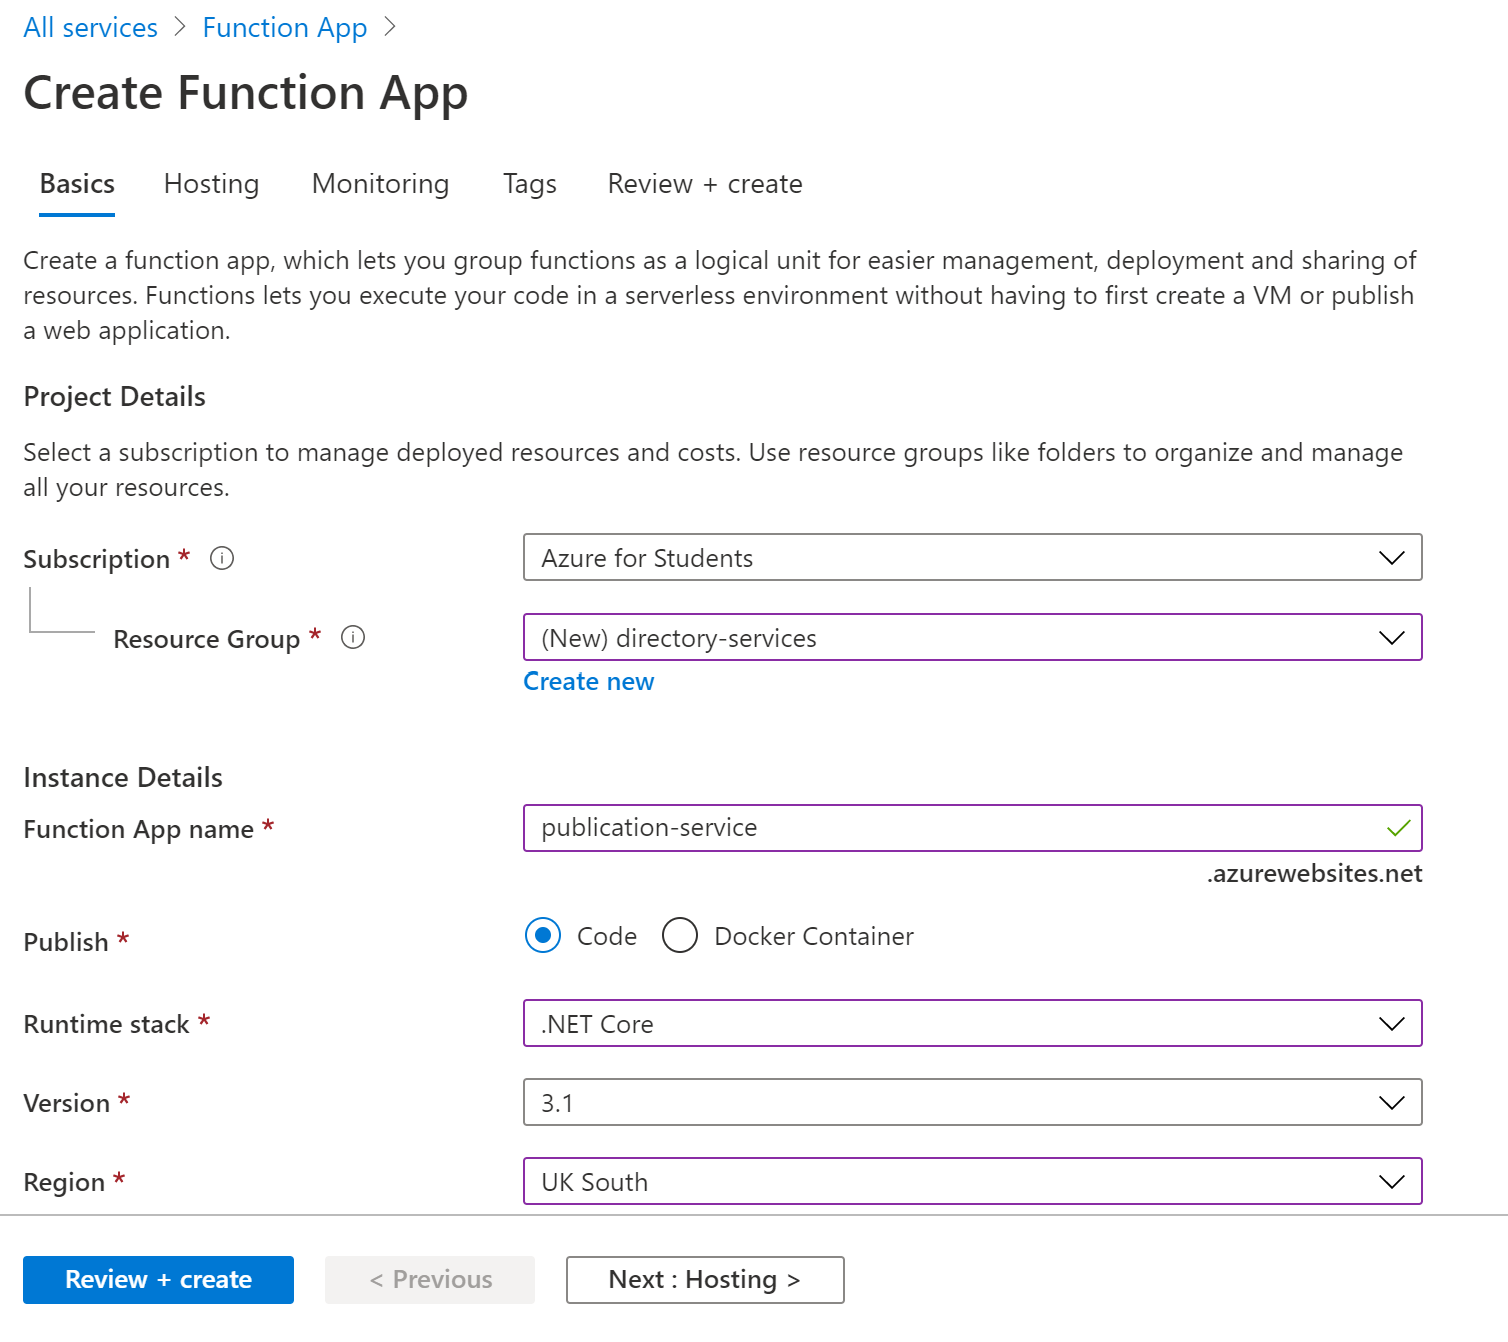 All services > Function App >
Create Function App
Basics Hosting Monitoring Tags Review + create
Create a function app, which lets you group functions as a logical unit for easier management, deployment and sharing of
resources. Functions lets you execute your code in a serverless environment without having to first create a VM or publish
a web application.
Project Details
Select a subscription to manage deployed resources and costs. Use resource groups like folders to organize and manage
all your resources.
Subscription * Azure for Students
Resource Group * (New) directory-services
Create new
Instance Details
Function App name * publication-service
.azurewebsites.net
Publish * Code Docker Container
Runtime stack * .NET Core
Version * 3.1
Region * UK South
Review + create < Previous Next : Hosting >